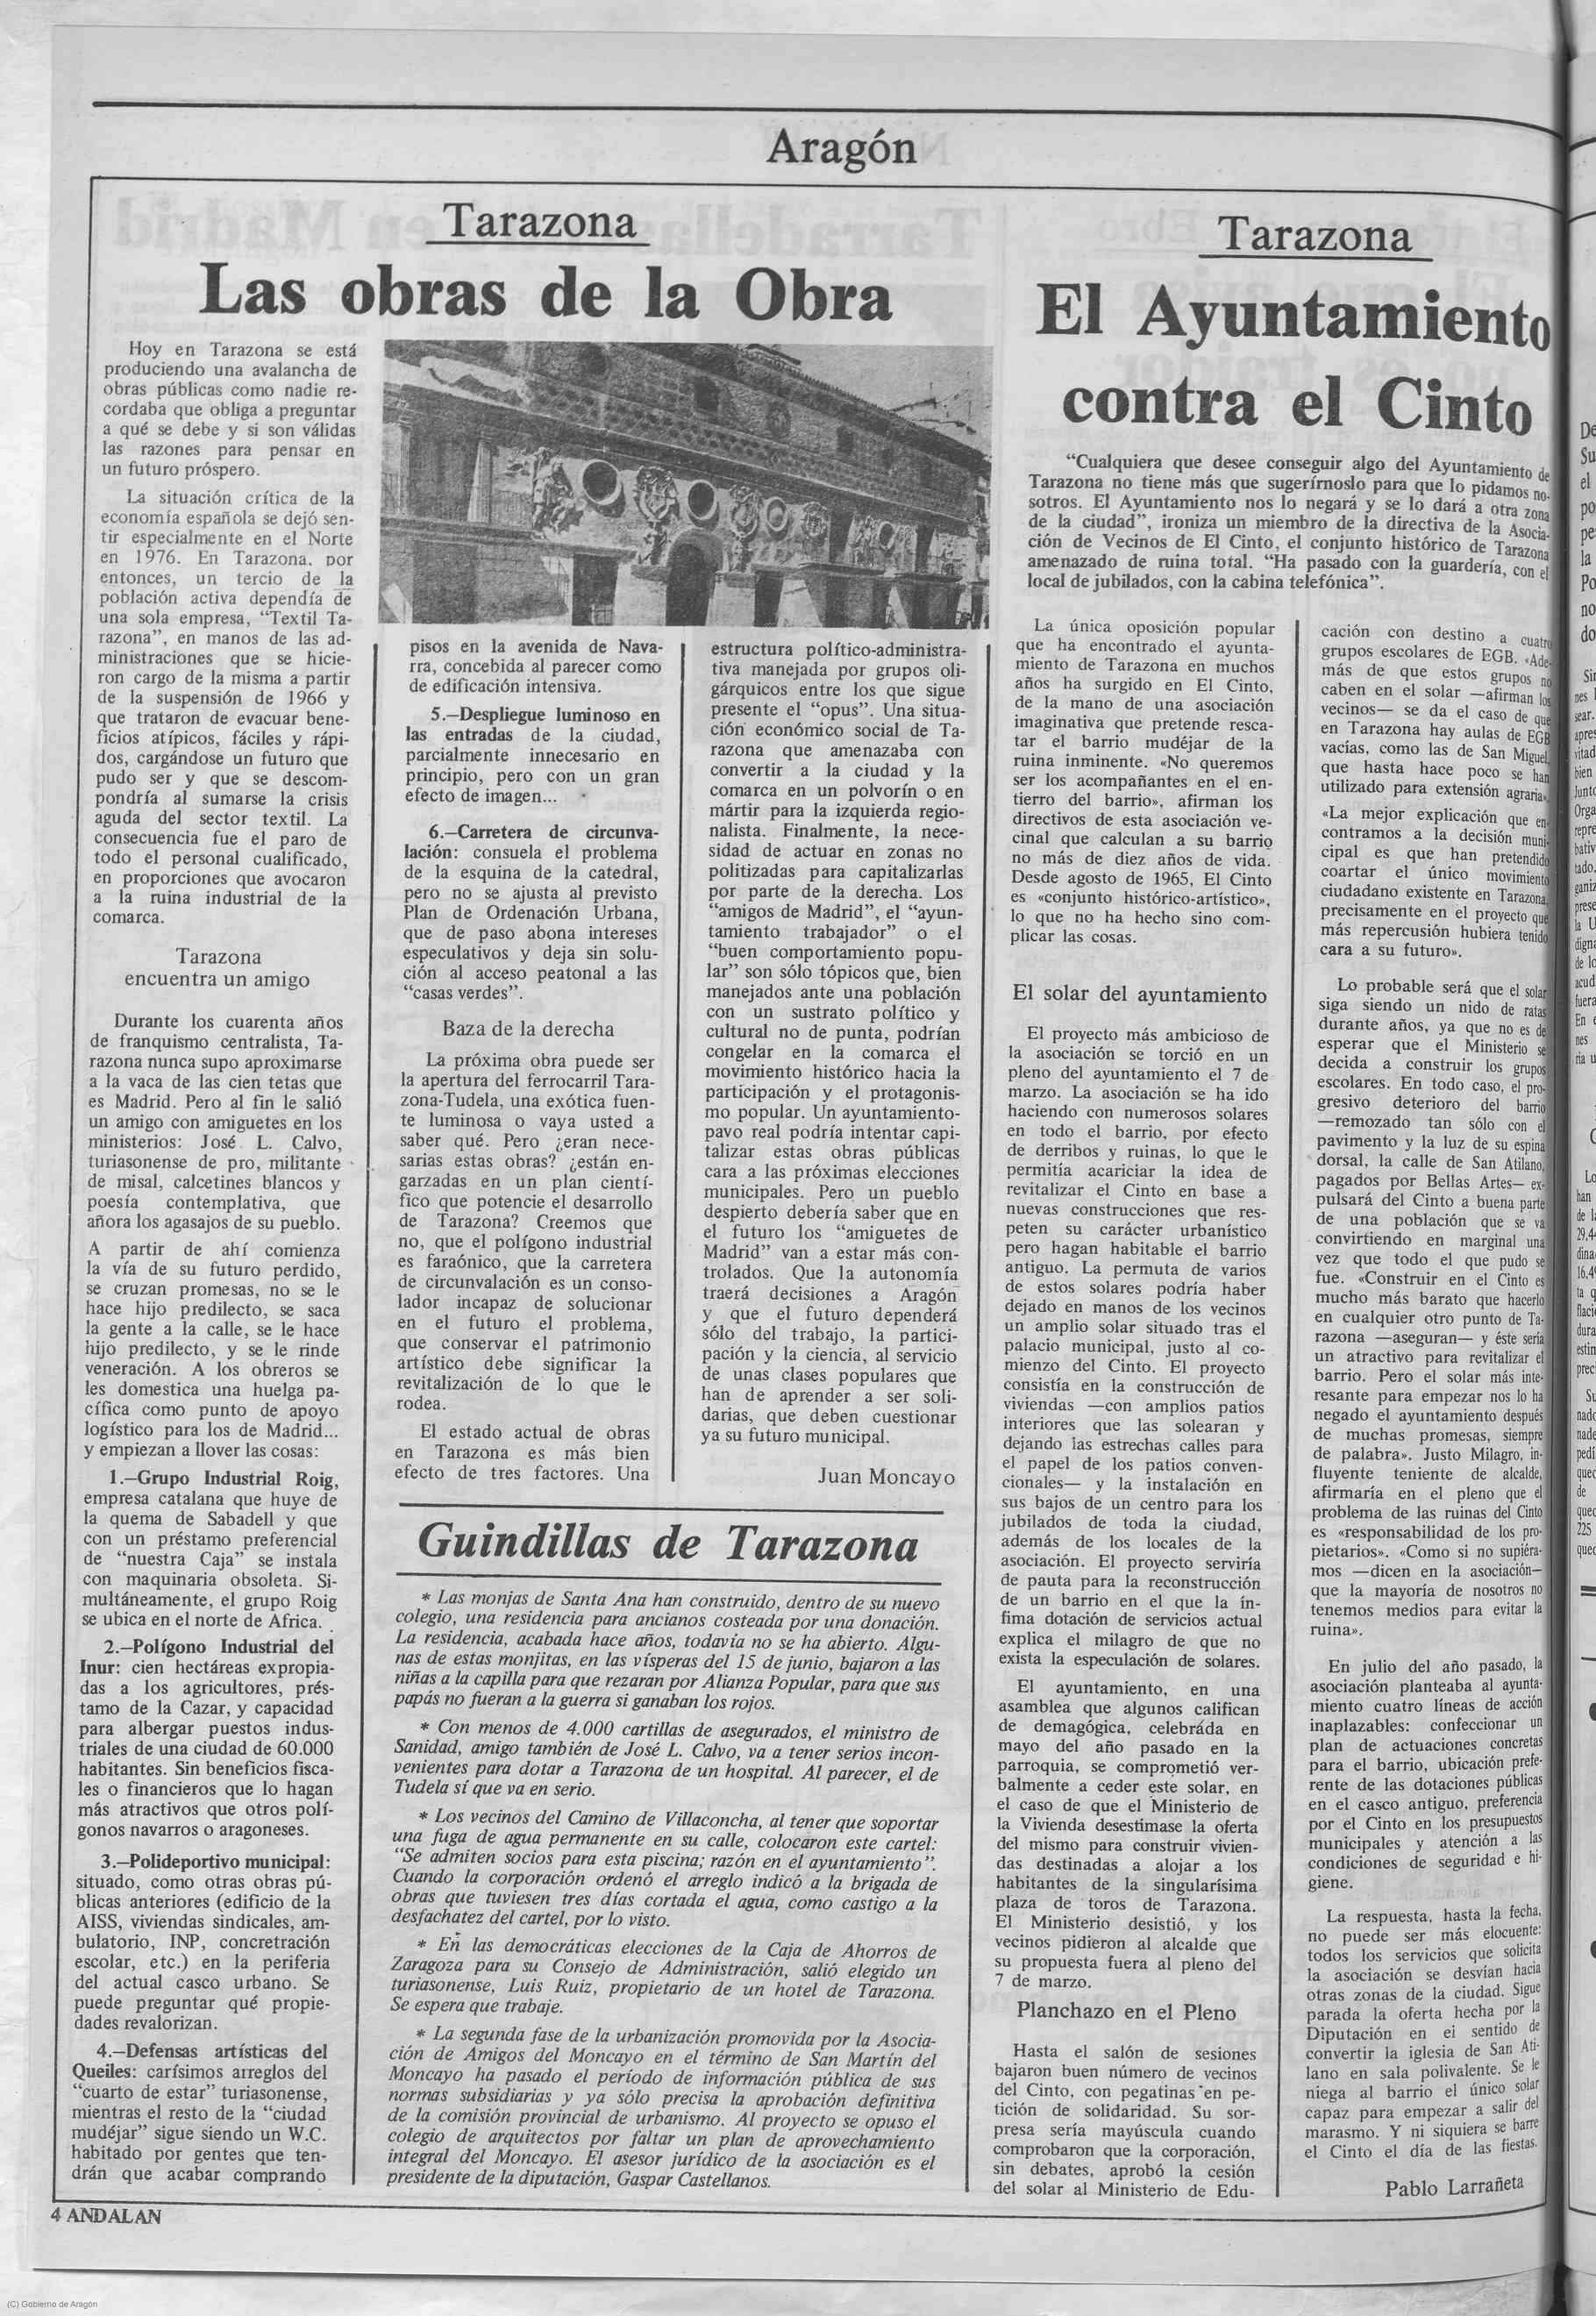 Aragón
Tarazona
Las obras de la Obra
Hoy en Tarazona se está
produciendo una avalancha de
obras públicas como nadie re-
cordaba que obliga a preguntar
a qué se debe y si son válidas
las razones para pensar en
un futuro próspero.
La situación crítica de la
economía española se dejó sen-
tir especialmente en el Norte
en 1976. En Tarazona, por
entonces, un tercio de la
población activa dependía de
una sola empresa, “Textil Ta-
razona”, en manos de las ad-
ministraciones que se hicie-
ron cargo de la misma a partir
de la suspensión de 1966 y
que trataron de evacuar bene-
ficios atípicos, fáciles y rápi-
dos, cargándose un futuro que
pudo ser y que se descom-
pondría al sumarse la crisis
aguda del sector textil. La
consecuencia fue el paro de
todo el personal cualificado,
en proporciones que avocaron
a la ruina industrial de la
comarca.
Tarazona
encuentra un amigo
Durante los cuarenta años
de franquismo centralista, Ta-
razona nunca supo aproximarse
a la vaca de las cien tetas que
es Madrid. Pero al fin le salió
un amigo con amiguetes en los
ministerios: José L. Calvo,
turiasonense de pro, militante
de misal, calcetines blancos y
poesía contemplativa, que
añora los agasajos de su pueblo.
A partir de ahí comienza
la vía de su futuro perdido,
se cruzan promesas, no se le
hace hijo predilecto, se saca
la gente a la calle, se le hace
hijo predilecto, y se le rinde
veneración. A los obreros se
les domestica una huelga pa-
cífica como punto de apoyo
logístico para los de Madrid...
y empiezan a llover las cosas:
1.—Grupo Industrial Roig,
empresa catalana que huye de
la quema de Sabadell y que
con un préstamo preferencial
de “nuestra Caja” se instala
con maquinaria obsoleta. Si-
multáneamente, el grupo Roig
se ubica en el norte de Africa.
2.—Polígono Industrial del
Inur: cien hectáreas expropia-
das a los agricultores, prés-
tamo de la Cazar, y capacidad
para albergar puestos indus-
triales de una ciudad de 60.000
habitantes. Sin beneficios fisca-
les o financieros que lo hagan
más atractivos que otros polí-
gonos navarros o aragoneses.
3.—Polideportivo municipal:
situado, como otras obras pú-
blicas anteriores (edificio de la
AISS, viviendas sindicales, am-
bulatorio, INP, concretración
escolar, etc.) en la periferia
del actual casco urbano. Se
puede preguntar qué propie-
dades revalorizan.
4.—Defensas artísticas del
Queiles: carísimos arreglos del
“cuarto de estar” turiasonense,
mientras el resto de la “ciudad
mudéjar” sigue siendo un W.C.
habitado por gentes que ten-
drán que acabar comprando
pisos en la avenida de Nava-
rra, concebida al parecer como
de edificación intensiva.
5.—Despliegue luminoso en
las entradas de la ciudad,
parcialmente innecesario en
principio, pero con un gran
efecto de imagen...
6.—Carretera de circunva-
lación: consuela el problema
de la esquina de la catedral,
pero no se ajusta al previsto
Plan de Ordenación Urbana,
que de paso abona intereses
especulativos y deja sin solu-
ción al acceso peatonal a las
“casas verdes”.
Baza de la derecha
La próxima obra puede ser
la apertura del ferrocarril Tara-
zona-Tudela, una exótica fuen-
te luminosa o vaya usted a
saber qué. Pero ¿eran nece-
sarias estas obras? ¿están en-
garzadas en un plan cientí-
fico que potencie el desarrollo
de Tarazona? Creemos que
no, que el polígono industrial
es faraónico, que la carretera
de circunvalación es un conso-
lador incapaz de solucionar
en el futuro el problema,
que conservar el patrimonio
artístico debe significar la
revitalización de lo que le
rodea.
El estado actual de obras
en Tarazona es más bien
efecto de tres factores. Una
estructura político-administra-
tiva manejada por grupos oli-
gárquicos entre los que sigue
presente el “opus”. Una situa-
ción económico social de Ta-
razona que amenazaba con
convertir a la ciudad y la
comarca en un polvorín o en
mártir para la izquierda regio-
nalista. Finalmente, la nece-
sidad de actuar en zonas no
politizadas para capitalizarlas
por parte de la derecha. Los
“amigos de Madrid”, el “ayun-
tamiento trabajador” o el
“buen comportamiento popu-
lar” son sólo tópicos que, bien
manejados ante una población
con un sustrato político y
cultural no de punta, podrían
congelar en la comarca el
movimiento histórico hacia la
participación y el protagonis-
mo popular. Un ayuntamiento-
pavo real podría intentar capi-
talizar estas obras públicas
cara a las próximas elecciones
municipales. Pero un pueblo
despierto debería saber que en
el futuro los “amiguetes de
Madrid” van a estar más con-
trolados. Que la autonomía
traerá decisiones a Aragón
y que el futuro dependerá
sólo del trabajo, la partici-
pación y la ciencia, al servicio
de unas clases populares que
han de aprender a ser soli-
darias, que deben cuestionar
ya su futuro municipal.
Juan Moncayo
Guindillas de Tarazona
* Las monjas de Santa Ana han construido, dentro de su nuevo
colegio, una residencia para ancianos costeada por una donación.
La residencia, acabada hace años, todavía no se ha abierto. Algu-
nas de estas monjitas, en las vísperas del 15 de junio, bajaron a las
niñas a la capilla para que rezaran por Alianza Popular, para que sus
papás no fueran a la guerra si ganaban los rojos.
* Con menos de 4.000 cartillas de asegurados, el ministro de
Sanidad, amigo también de José L. Calvo, va a tener serios incon-
venientes para dotar a Tarazona de un hospital. Al parecer, el de
Tudela sí que va en serio.
* Los vecinos del Camino de Villaconcha, al tener que soportar
una fuga de agua permanente en su calle, colocaron este cartel:
“Se admiten socios para esta piscina; razón en el ayuntamiento”.
Cuando la corporación ordenó el arreglo indicó a la brigada de
obras que tuviesen tres días cortada el agua, como castigo a la
desfachatez del cartel, por lo visto.
* En las democráticas elecciones de la Caja de Ahorros de
Zaragoza para su Consejo de Administración, salió elegido un
turiasonense, Luis Ruiz, propietario de un hotel de Tarazona.
Se espera que trabaje.
* La segunda fase de la urbanización promovida por la Asocia-
ción de Amigos del Moncayo en el término de San Martín del
Moncayo ha pasado el período de información pública de sus
normas subsidiarias y ya sólo precisa la aprobación definitiva
de la comisión provincial de urbanismo. Al proyecto se opuso el
colegio de arquitectos por faltar un plan de aprovechamiento
integral del Moncayo. El asesor jurídico de la asociación es el
presidente de la diputación, Gaspar Castellanos.
Tarazona
El Ayuntamiento
contra el Cinto
“Cualquiera que desee conseguir algo del Ayuntamiento de
Tarazona no tiene más que sugerírnoslo para que lo pidamos no-
sotros. El Ayuntamiento nos lo negará y se lo dará a otra zona
de la ciudad”, ironiza un miembro de la directiva de la Asocia-
ción de Vecinos de El Cinto, el conjunto histórico de Tarazona
amenazado de ruina total. “Ha pasado con la guardería, con el
local de jubilados, con la cabina telefónica”.
La única oposición popular
que ha encontrado el ayunta-
miento de Tarazona en muchos
años ha surgido en El Cinto,
de la mano de una asociación
imaginativa que pretende resca-
tar el barrio mudéjar de la
ruina inminente. «No queremos
ser los acompañantes en el en-
tierro del barrio», afirman los
directivos de esta asociación ve-
cinal que calculan a su barrio
no más de diez años de vida.
Desde agosto de 1965, El Cinto
es «conjunto histórico-artístico»,
lo que no ha hecho sino com-
plicar las cosas.
El solar del ayuntamiento
El proyecto más ambicioso de
la asociación se torció en un
pleno del ayuntamiento el 7 de
marzo. La asociación se ha ido
haciendo con numerosos solares
en todo el barrio, por efecto
de derribos y ruinas, lo que le
permitía acariciar la idea de
revitalizar el Cinto en base a
nuevas construcciones que res-
peten su carácter urbanístico
pero hagan habitable el barrio
antiguo. La permuta de varios
de estos solares podría haber
dejado en manos de los vecinos
un amplio solar situado tras el
palacio municipal, justo al co-
mienzo del Cinto. El proyecto
consistía en la construcción de
viviendas —con amplios patios
interiores que las solearan y
dejando las estrechas calles para
el papel de los patios conven-
cionales— y la instalación en
sus bajos de un centro para los
jubilados de toda la ciudad,
además de los locales de la
asociación. El proyecto serviría
de pauta para la reconstrucción
de un barrio en el que la ín-
fima dotación de servicios actual
explica el milagro de que no
exista la especulación de solares.
El ayuntamiento, en una
asamblea que algunos califican
de demagógica, celebráda en
mayo del año pasado en la
parroquia, se comprometió ver-
balmente a ceder este solar, en
el caso de que el Ministerio de
la Vivienda desestimase la oferta
del mismo para construir vivien-
das destinadas a alojar a los
habitantes de la singularísima
plaza de toros de Tarazona.
El Ministerio desistió, y los
vecinos pidieron al alcalde que
su propuesta fuera al pleno del
7 de marzo.
Planchazo en el Pleno
Hasta el salón de sesiones
bajaron buen número de vecinos
del Cinto, con pegatinas en pe-
tición de solidaridad. Su sor-
presa sería mayúscula cuando
comprobaron que la corporación,
sin debates, aprobó la cesión
del solar al Ministerio de Edu-
cación con destino a cuatro
grupos escolares de EGB. «Ade-
más de que estos grupos no
caben en el solar —afirman los
vecinos— se da el caso de que
en Tarazona hay aulas de EGB
vacías, como las de San Miguel,
que hasta hace poco se han
utilizado para extensión agraria».
«La mejor explicación que en-
contramos a la decisión muni-
cipal es que han pretendido
coartar el único movimiento
ciudadano existente en Tarazona,
precisamente en el proyecto que
más repercusión hubiera tenido
cara a su futuro».
Lo probable será que el solar
siga siendo un nido de ratas
durante años, ya que no es de
esperar que el Ministerio se
decida a construir los grupos
escolares. En todo caso, el pro-
gresivo deterioro del barrio
—remozado tan sólo con el
pavimento y la luz de su espina
dorsal, la calle de San Atilano,
pagados por Bellas Artes— ex-
pulsará del Cinto a buena parte
de una población que se va
convirtiendo en marginal una
vez que todo el que pudo se
fue. «Construir en el Cinto es
mucho más barato que hacerlo
en cualquier otro punto de Ta-
razona —aseguran— y éste sería
un atractivo para revitalizar el
barrio. Pero el solar más inte-
resante para empezar nos lo ha
negado el ayuntamiento después
de muchas promesas, siempre
de palabra». Justo Milagro, in-
fluyente teniente de alcalde,
afirmaría en el pleno que el
problema de las ruinas del Cinto
es «responsabilidad de los pro-
pietarios». «Como si no supiéra-
mos —dicen en la asociación—
que la mayoría de nosotros no
tenemos medios para evitar la
ruina».
En julio del año pasado, la
asociación planteaba al ayunta-
miento cuatro líneas de acción
inaplazables: confeccionar un
plan de actuaciones concretas
para el barrio, ubicación prefe-
rente de las dotaciones públicas
en el casco antiguo, preferencia
por el Cinto en los presupuestos
municipales y atención a las
condiciones de seguridad e hi-
giene.
La respuesta, hasta la fecha,
no puede ser más elocuente:
todos los servicios que solicita
la asociación se desvían hacia
otras zonas de la ciudad. Sigue
parada la oferta hecha por la
Diputación en el sentido de
convertir la iglesia de San Ati-
lano en sala polivalente. Se le
niega al barrio el único solar
capaz para empezar a salir del
marasmo. Y ni siquiera se barre
el Cinto el día de las fiestas.
Pablo Larrañeta
4 ANDALAN
(C) Gobierno de Aragón